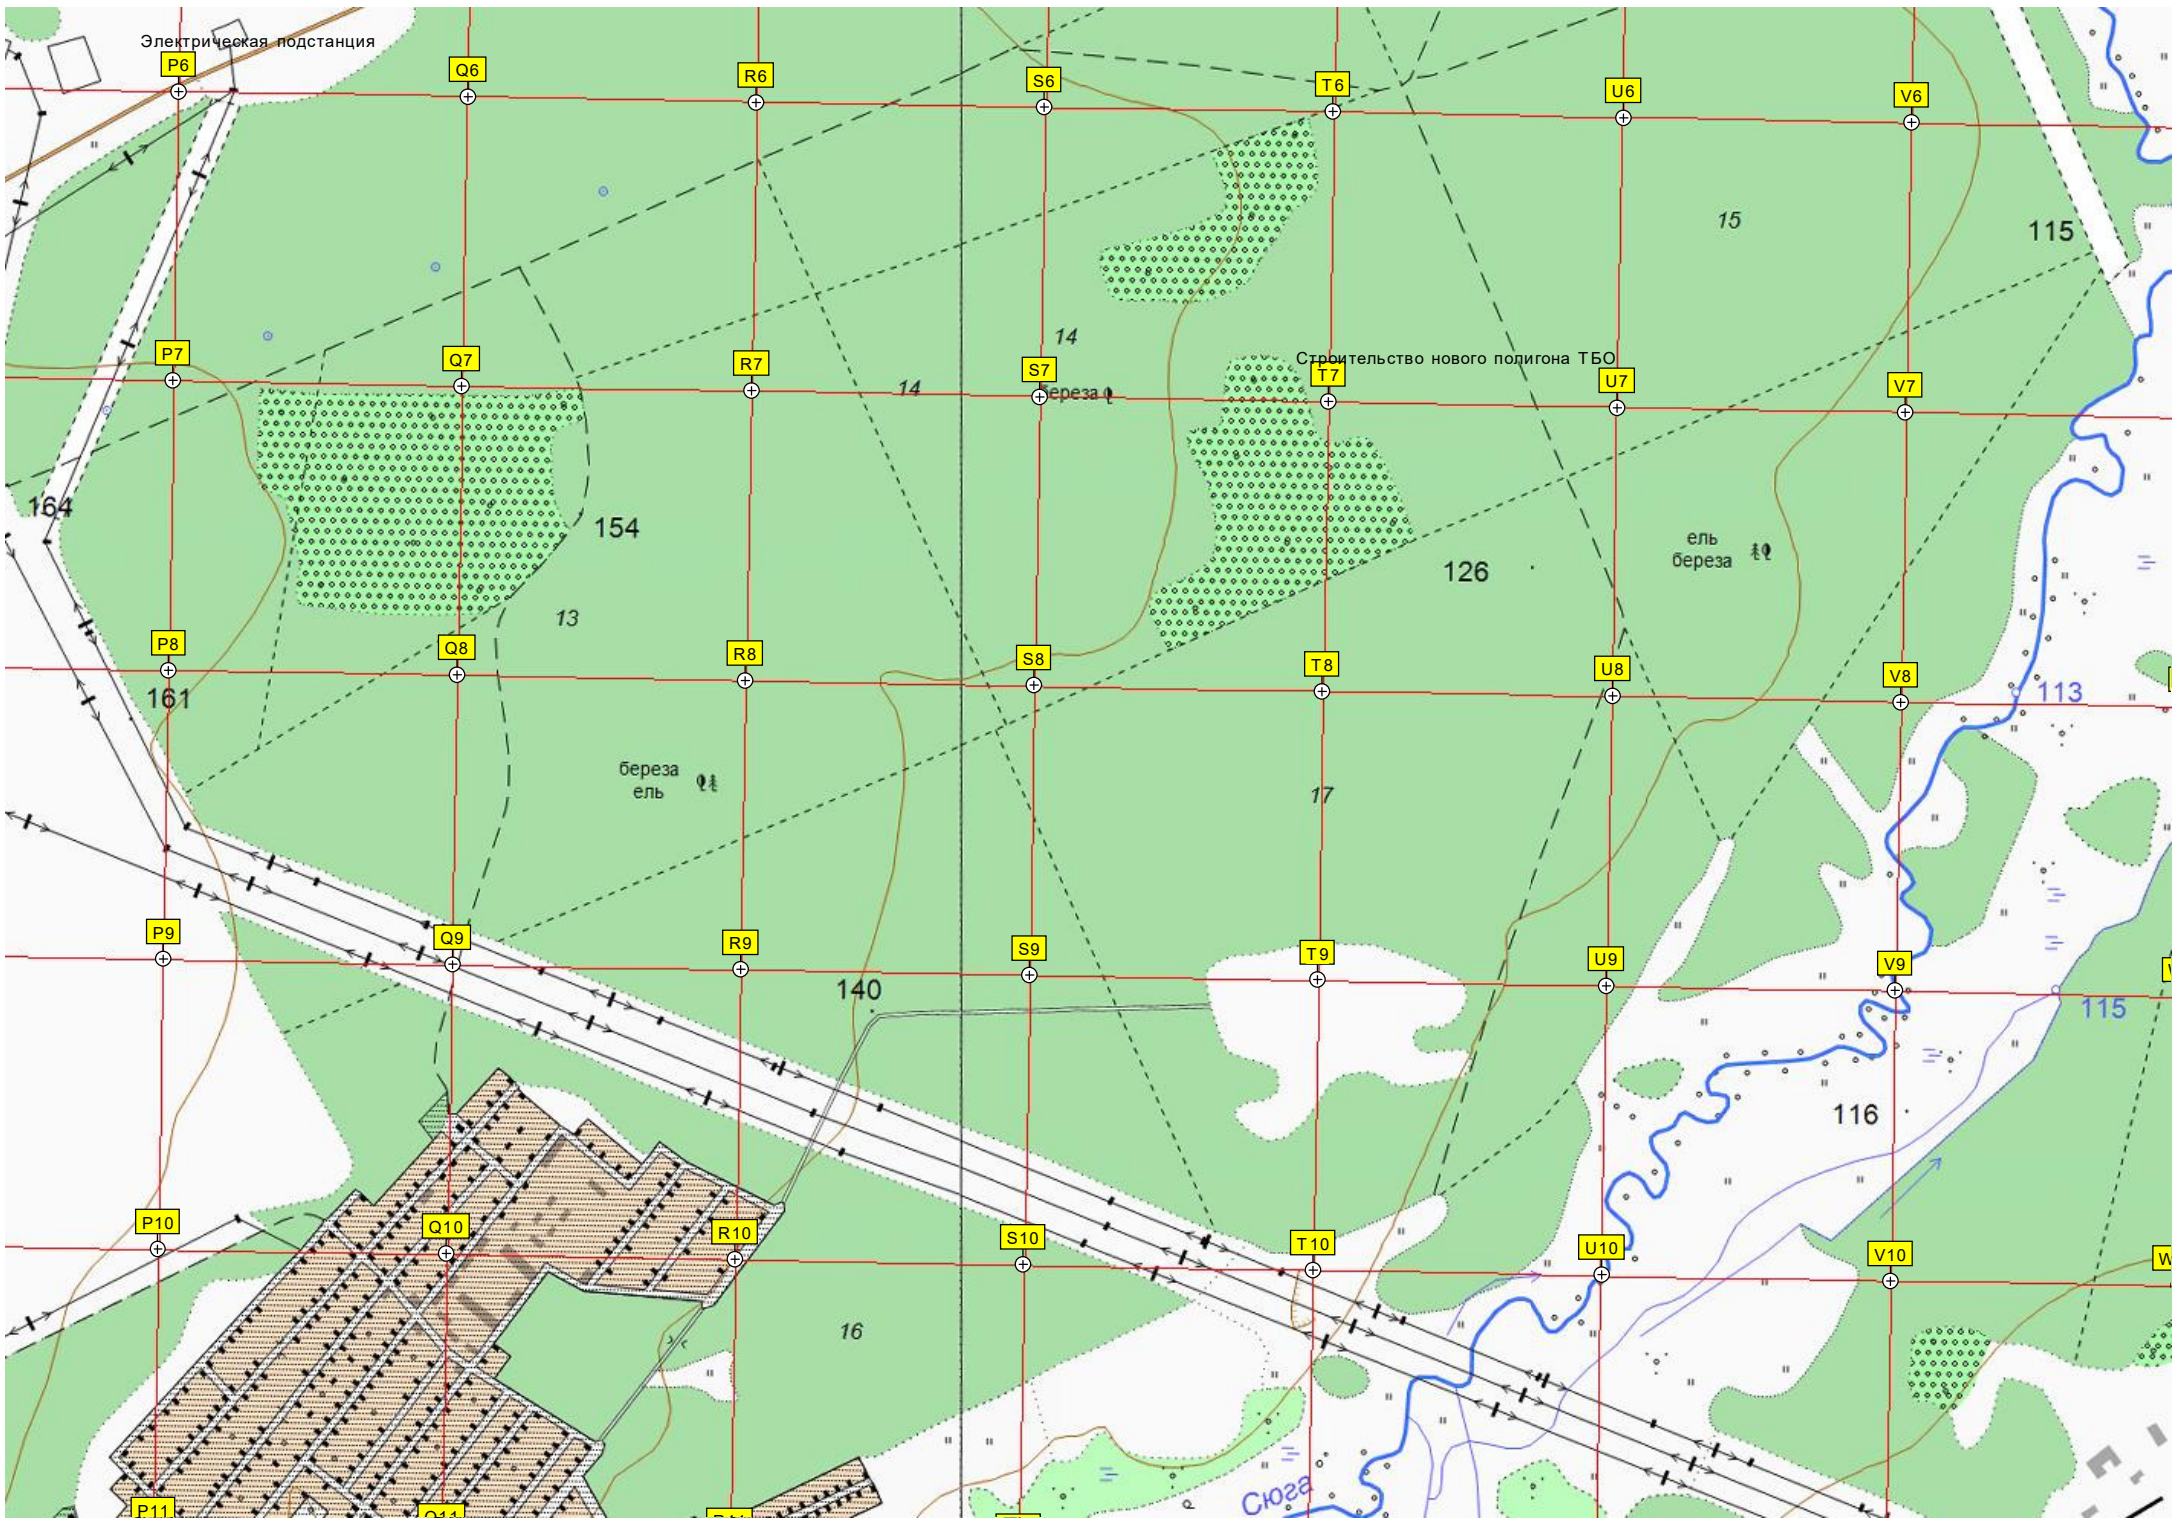 Электрическая подстанция
P6
Q6
R6
S6
T6
U6
V6
15
115
14
Строительство нового полигона ТБО
P7
Q7
R7
S7
T7
U7
V7
14
береза
164
154
ель
береза
126
13
P8
Q8
R8
S8
T8
U8
V8
161
113
береза
ель
17
P9
Q9
R9
S9
T9
U9
V9
140
115
116
P10
Q10
R10
S10
T10
U10
V10
W
16
Сюга
P11
Q11